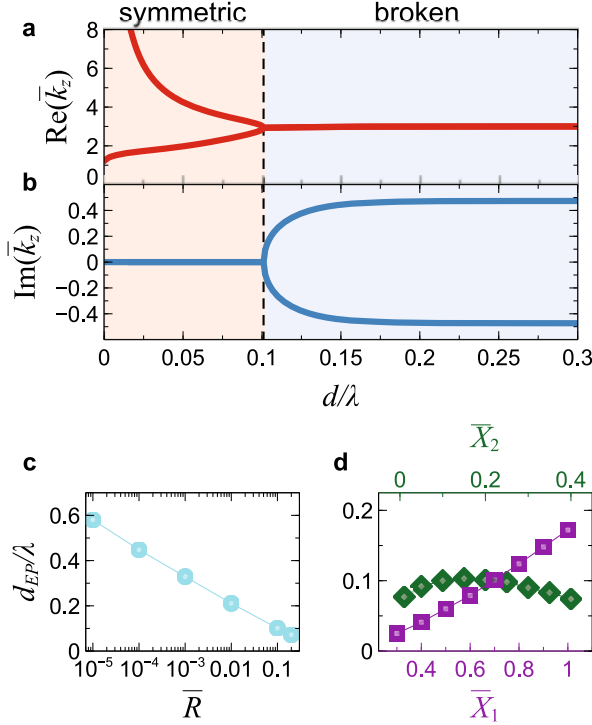 symmetric broken
a
Re(k̅z)
8
6
4
2
0
b
Im(k̅z)
0.4
0.2
0
−0.2
−0.4
0 0.05 0.1 0.15 0.2 0.25 0.3
d/λ
c
dEP/λ
0.6
0.4
0.2
0
10⁻⁵ 10⁻⁴ 10⁻³ 0.01 0.1
R̅
d
X̅2
0 0.2 0.4
0.2
0.1
0
0.4 0.6 0.8 1
X̅1